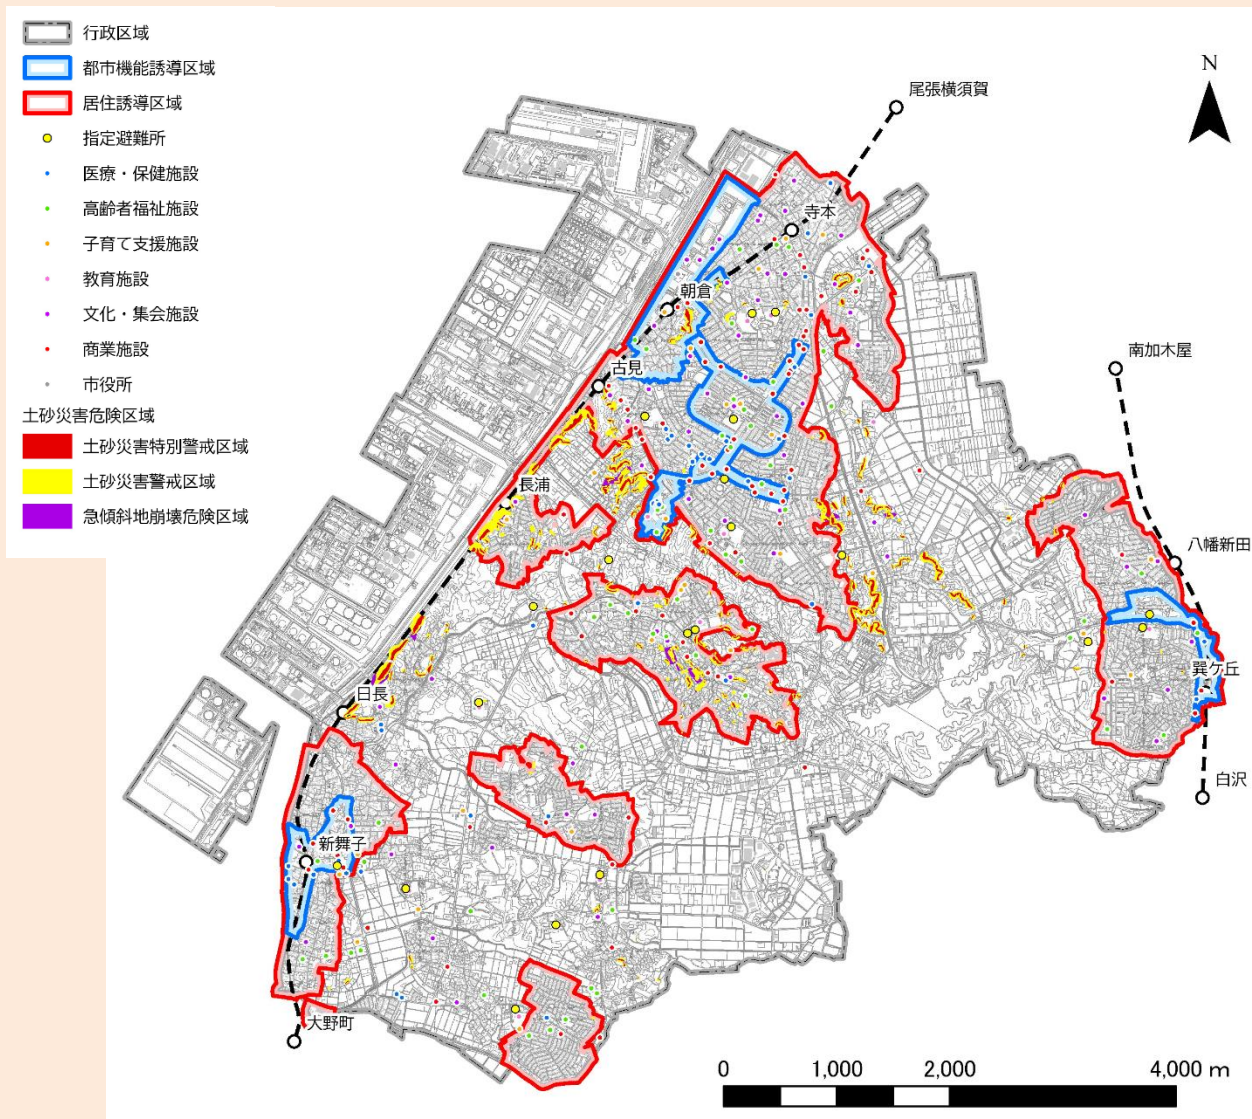 行政区域
都市機能誘導区域
居住誘導区域
指定避難所
医療・保健施設
高齢者福祉施設
子育て支援施設
教育施設
文化・集会施設
商業施設
市役所
土砂災害危険区域
土砂災害特別警戒区域
土砂災害警戒区域
急傾斜地崩壊危険区域
N
尾張横須賀
寺本
朝倉
古見
南加木屋
長浦
八幡新田
巽ケ丘
日長
白沢
新舞子
大野町
0 1,000 2,000 4,000 m